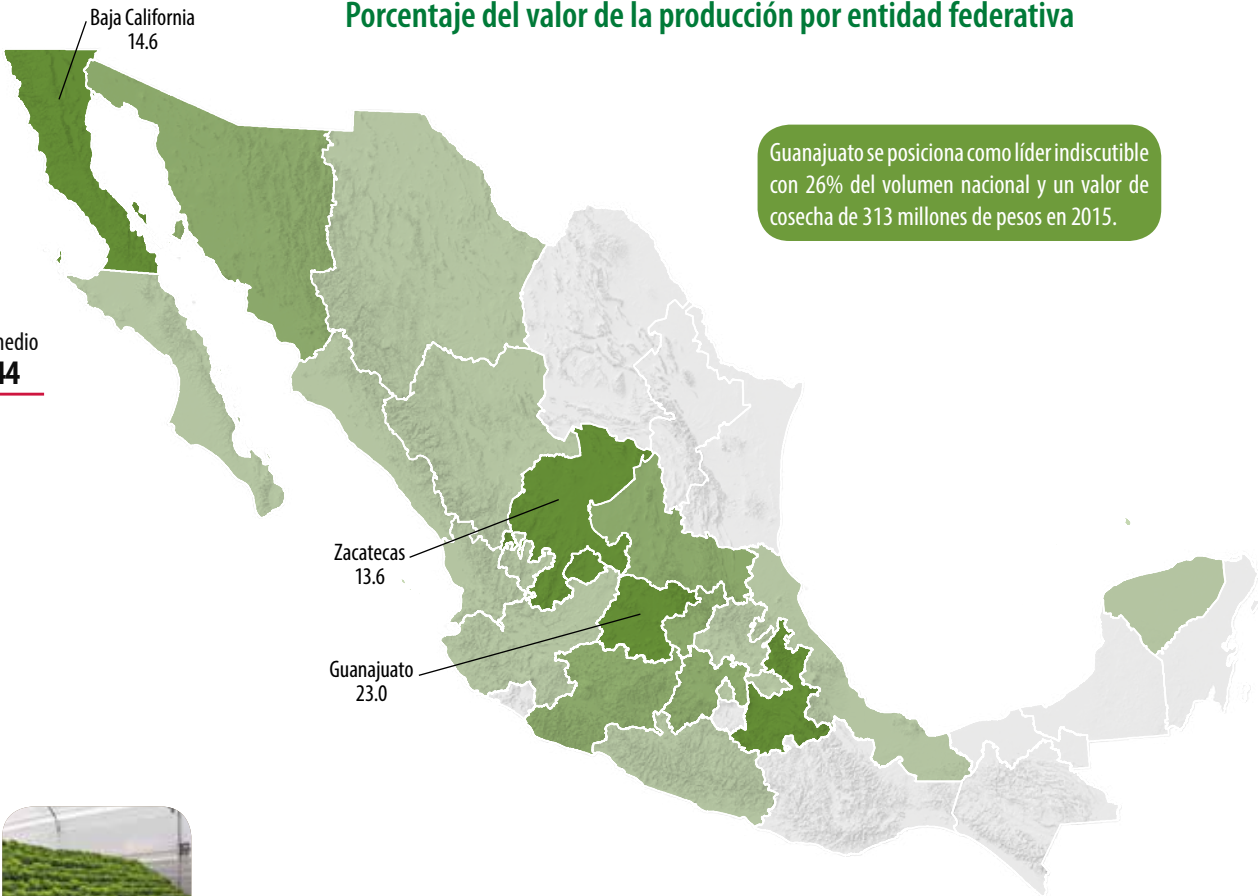 Porcentaje del valor de la producción por entidad federativa
Baja California
14.6
Guanajuato se posiciona como líder indiscutible
con 26% del volumen nacional y un valor de
cosecha de 313 millones de pesos en 2015.
Zacatecas
13.6
Guanajuato
23.0